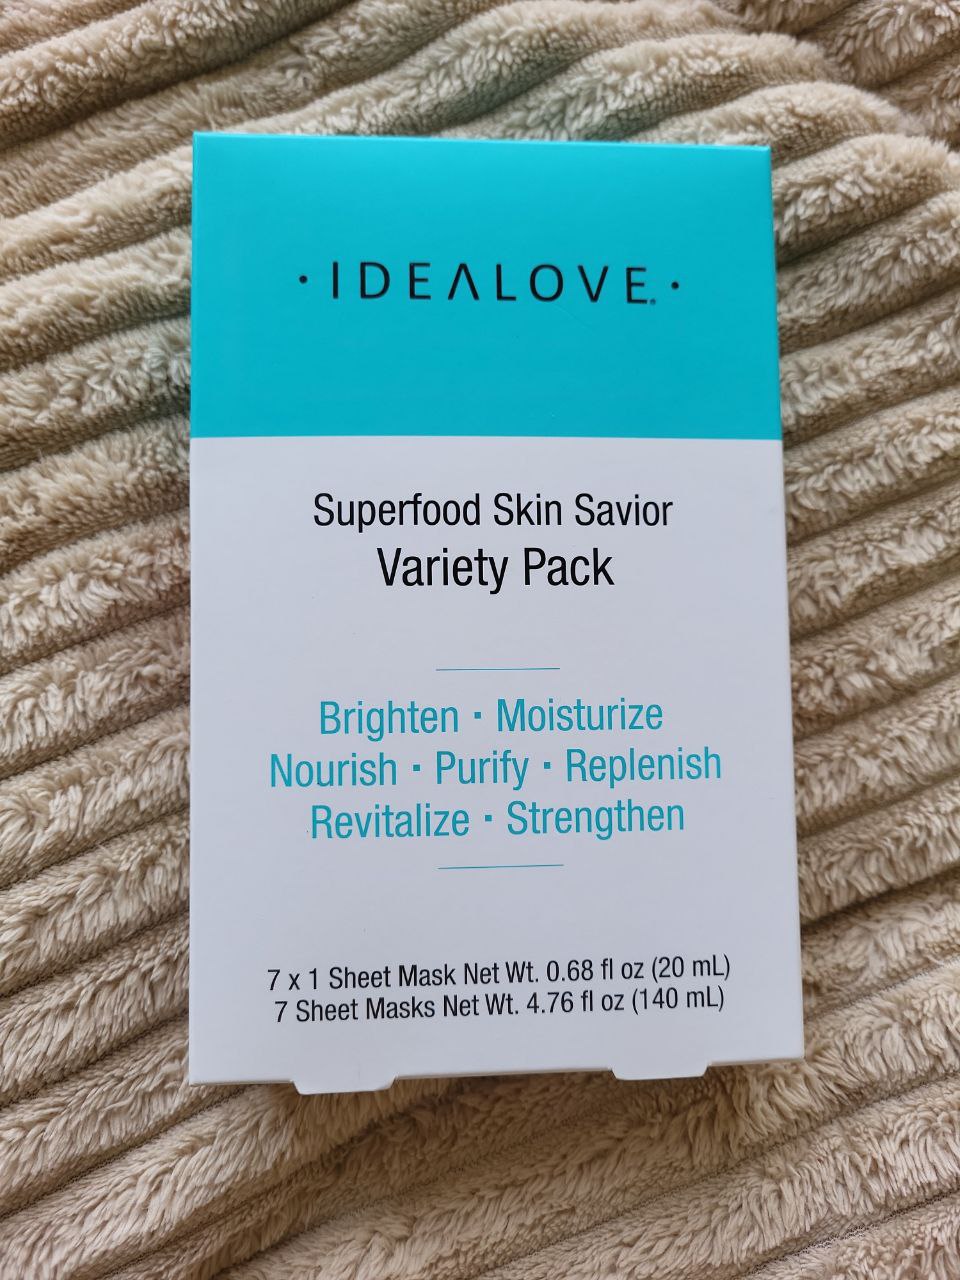 · IDEALOVE® ·
Superfood Skin Savior
Variety Pack
Brighten · Moisturize
Nourish · Purify · Replenish
Revitalize · Strengthen
7 x 1 Sheet Mask Net Wt. 0.68 fl oz (20 mL)
7 Sheet Masks Net Wt. 4.76 fl oz (140 mL)